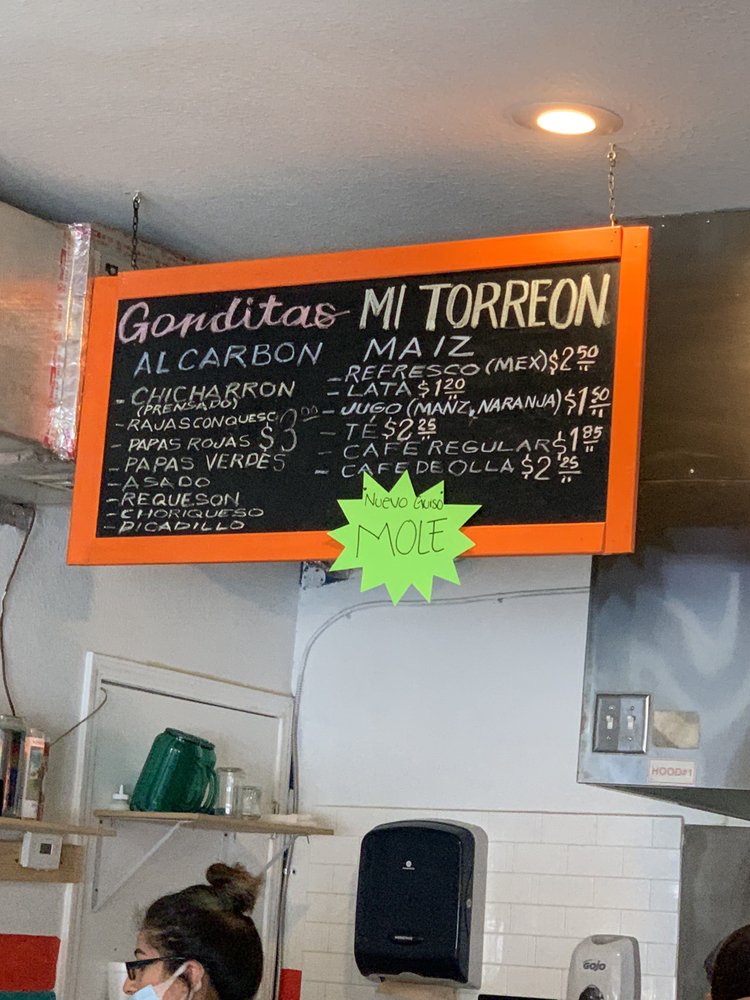 Gorditas MI TORREON
AL CARBON MAIZ
- CHICHARRON
(PRENSADO)
- RAJAS CON QUESO
- PAPAS ROJAS $3.00
- PAPAS VERDES
- ASADO
- REQUESON
- CHORIQUESO
- PICADILLO
- REFRESCO (MEX) $2.50
- LATA $1.20
- JUGO (MANZ, NARANJA) $1.50
- TÉ $2.25
- CAFE REGULAR $1.85
- CAFE DE OLLA $2.25
Nuevo Guiso
MOLE
HOOD#1
GOJO